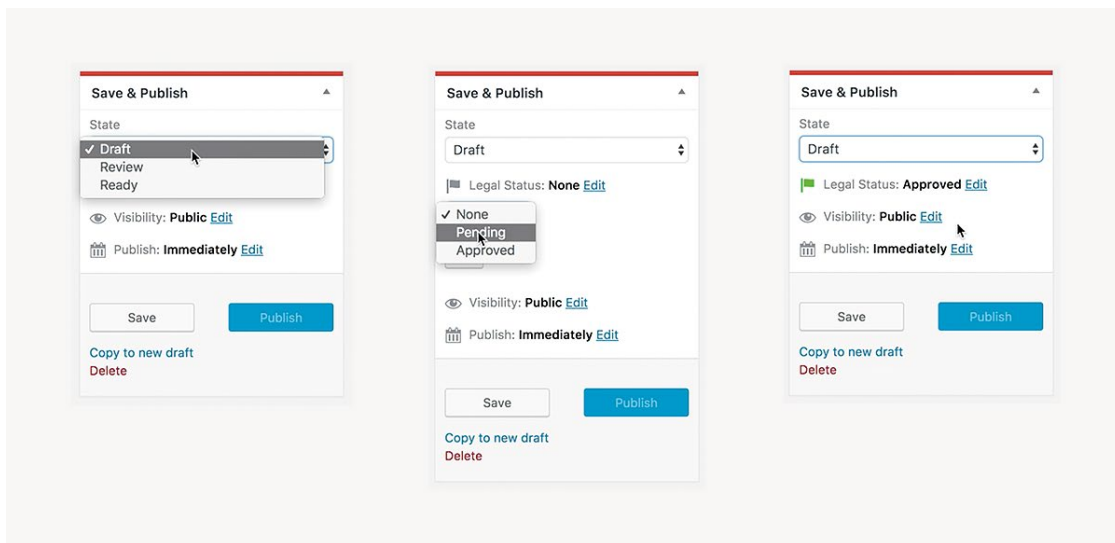 Save & Publish
State
✓ Draft
Review
Ready
Visibility: Public Edit
Publish: Immediately Edit
Save
Publish
Copy to new draft
Delete
Save & Publish
State
Draft
Legal Status: None Edit
✓ None
Pending
Approved
Visibility: Public Edit
Publish: Immediately Edit
Save
Publish
Copy to new draft
Delete
Save & Publish
State
Draft
Legal Status: Approved Edit
Visibility: Public Edit
Publish: Immediately Edit
Save
Publish
Copy to new draft
Delete